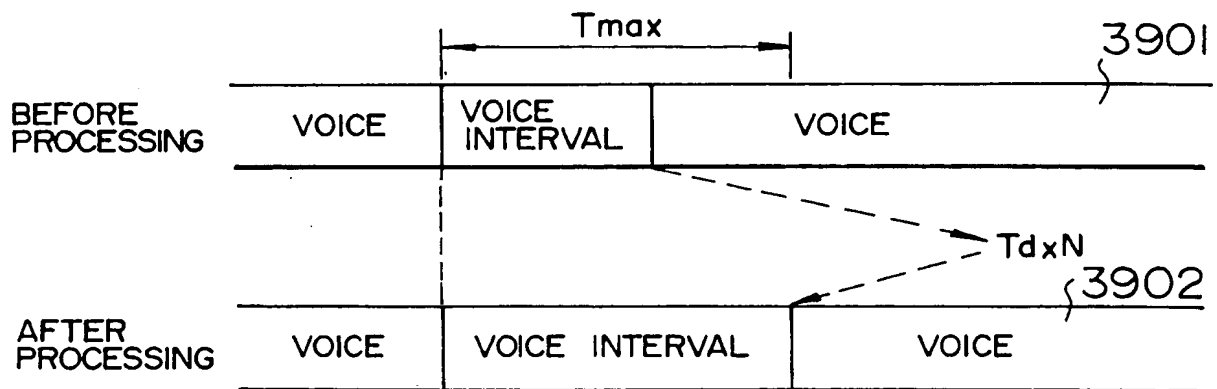 Tmax
3901
BEFORE
PROCESSING
VOICE
VOICE
INTERVAL
VOICE
TdxN
3902
AFTER
PROCESSING
VOICE
VOICE INTERVAL
VOICE